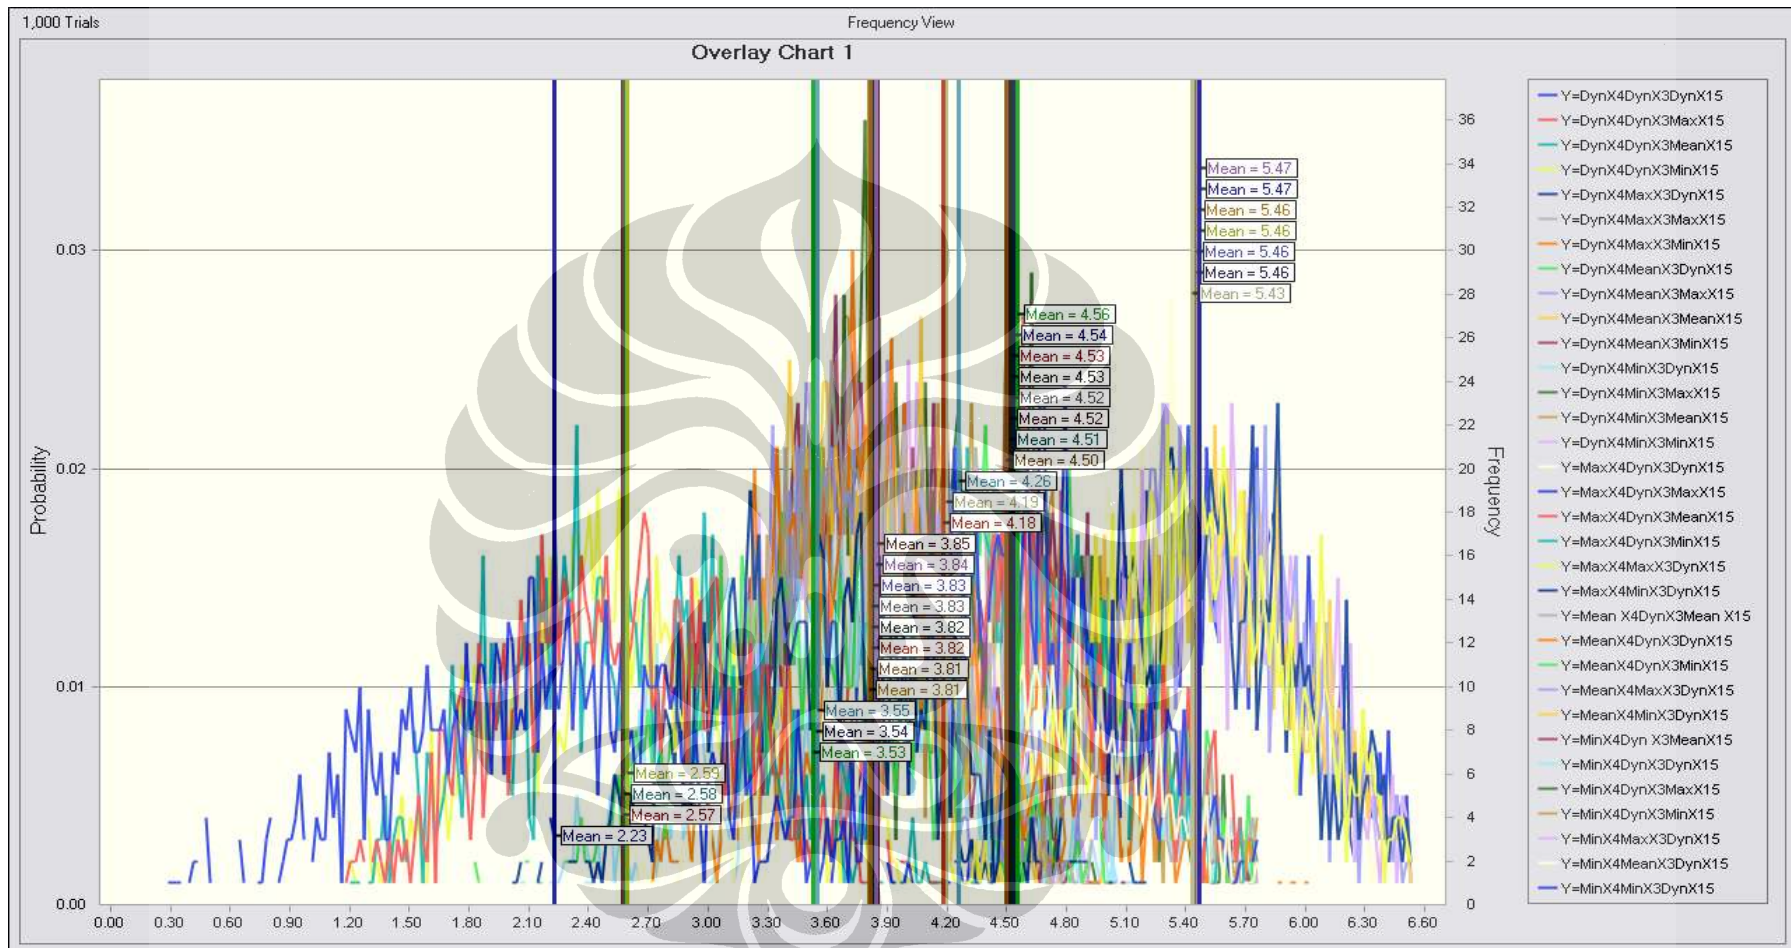 1,000 Trials
Frequency View
Overlay Chart 1
Probability
0.03
0.02
0.01
0.00
Mean = 5.47
Mean = 5.47
Mean = 5.46
Mean = 5.46
Mean = 5.46
Mean = 5.46
Mean = 5.43
Mean = 4.56
Mean = 4.54
Mean = 4.53
Mean = 4.53
Mean = 4.52
Mean = 4.52
Mean = 4.51
Mean = 4.50
Mean = 4.26
Mean = 4.19
Mean = 4.18
Mean = 3.85
Mean = 3.84
Mean = 3.83
Mean = 3.83
Mean = 3.82
Mean = 3.82
Mean = 3.81
Mean = 3.81
Mean = 3.55
Mean = 3.54
Mean = 3.53
Mean = 2.59
Mean = 2.58
Mean = 2.57
Mean = 2.23
36
34
32
30
28
26
24
22
20
18
16
14
12
10
8
6
4
2
0
Frequency
0.00 0.30 0.60 0.90 1.20 1.50 1.80 2.10 2.40 2.70 3.00 3.30 3.60 3.90 4.20 4.50 4.80 5.10 5.40 5.70 6.00 6.30 6.60
Y=DynX4DynX3DynX15
Y=DynX4DynX3MaxX15
Y=DynX4DynX3MeanX15
Y=DynX4DynX3MinX15
Y=DynX4MaxX3DynX15
Y=DynX4MaxX3MaxX15
Y=DynX4MaxX3MinX15
Y=DynX4MeanX3DynX15
Y=DynX4MeanX3MaxX15
Y=DynX4MeanX3MeanX15
Y=DynX4MeanX3MinX15
Y=DynX4MinX3DynX15
Y=DynX4MinX3MaxX15
Y=DynX4MinX3MeanX15
Y=DynX4MinX3MinX15
Y=MaxX4DynX3DynX15
Y=MaxX4DynX3MaxX15
Y=MaxX4DynX3MeanX15
Y=MaxX4DynX3MinX15
Y=MaxX4MaxX3DynX15
Y=MaxX4MinX3DynX15
Y=Mean X4DynX3Mean X15
Y=MeanX4DynX3DynX15
Y=MeanX4DynX3MinX15
Y=MeanX4MaxX3DynX15
Y=MeanX4MinX3DynX15
Y=MinX4Dyn X3MeanX15
Y=MinX4DynX3DynX15
Y=MinX4DynX3MaxX15
Y=MinX4DynX3MinX15
Y=MinX4MaxX3DynX15
Y=MinX4MeanX3DynX15
Y=MinX4MinX3DynX15